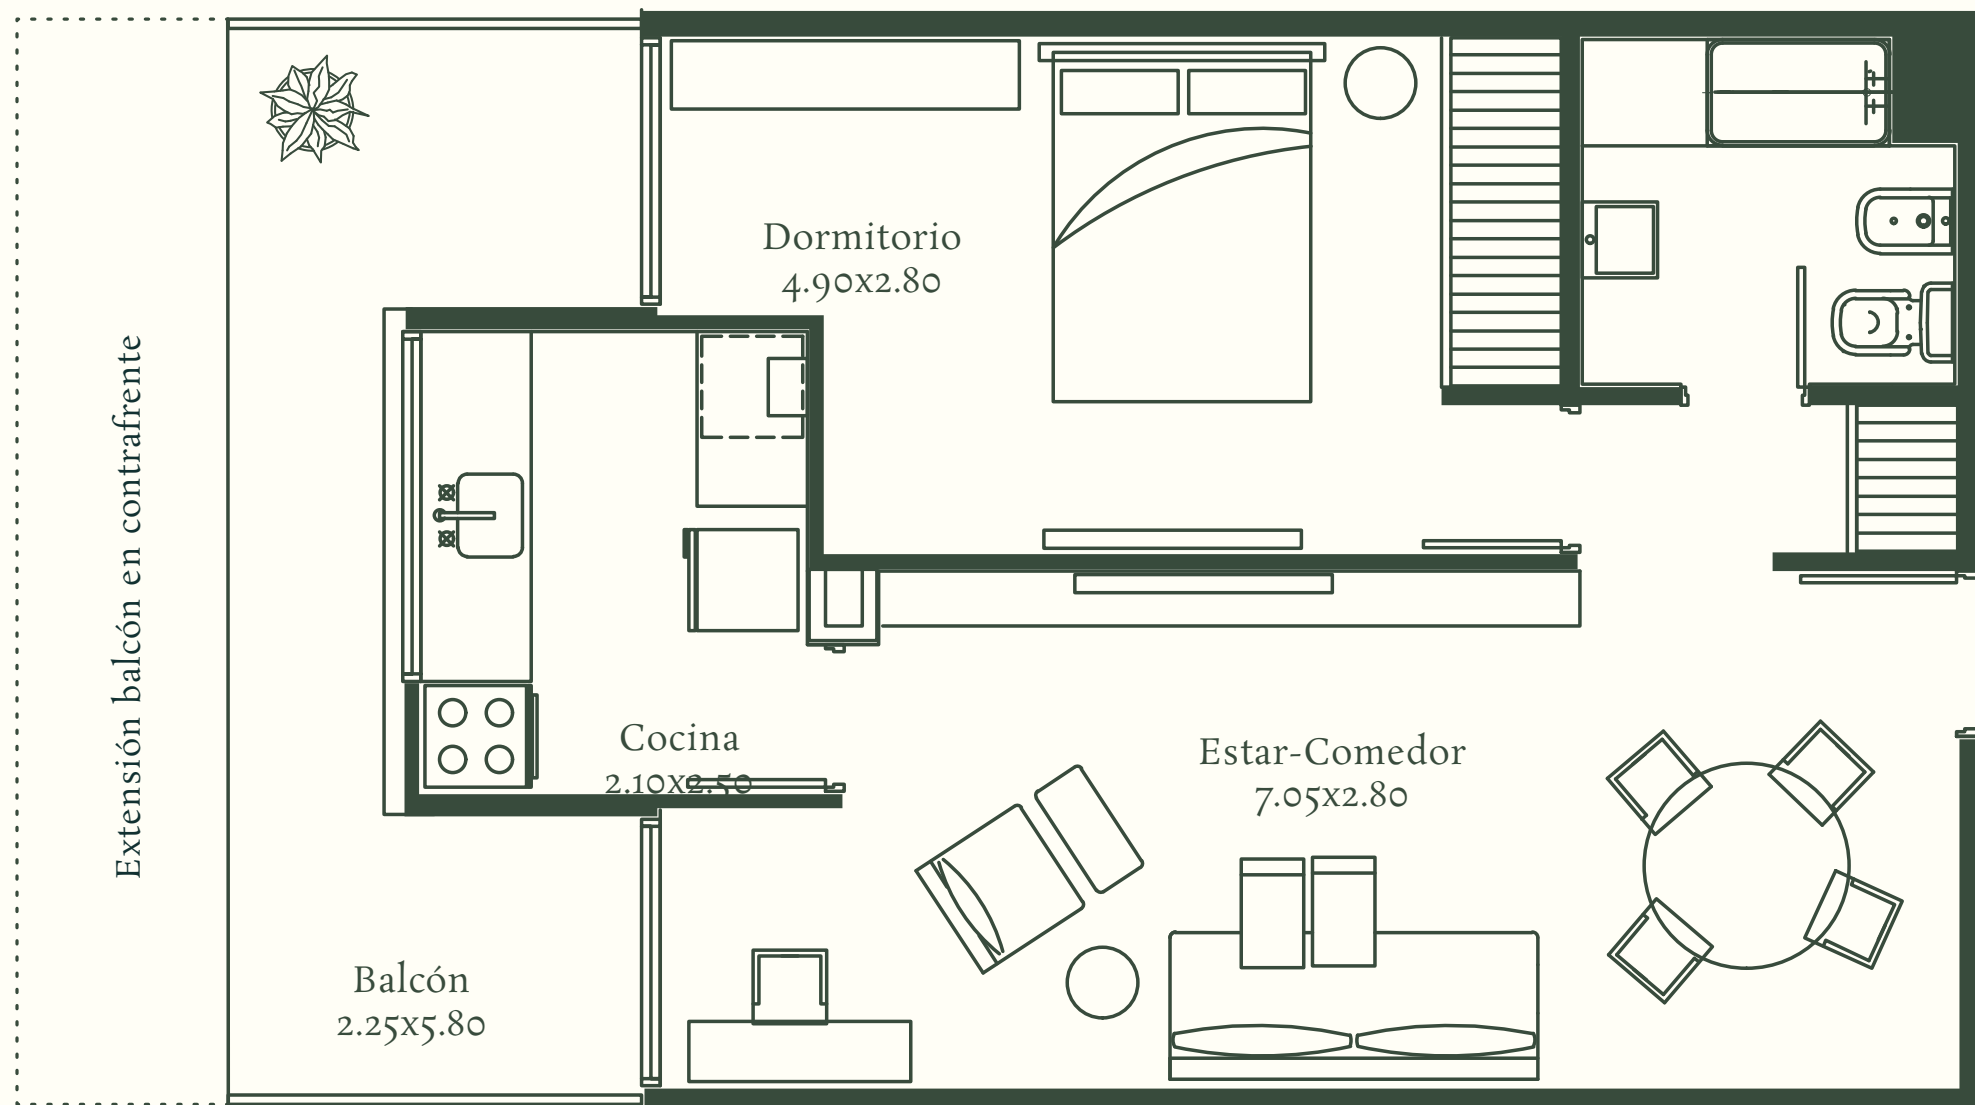 Dormitorio
4.90x2.80
Extensión balcón en contrafrente
Cocina
2.10x2.50
Estar-Comedor
7.05x2.80
Balcón
2.25x5.80